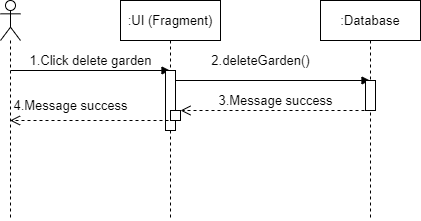 :UI (Fragment)
:Database
1.Click delete garden
2.deleteGarden()
3.Message success
4.Message success